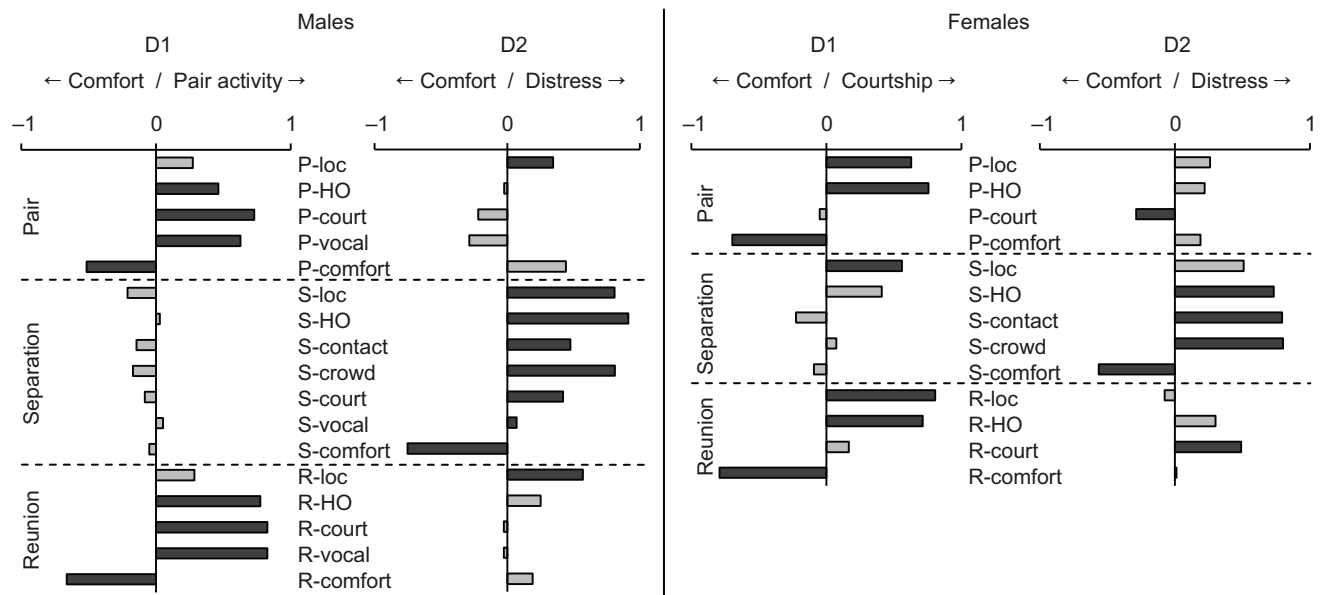 Males
D1 D2
← Comfort / Pair activity → ← Comfort / Distress →
–1 0 1 –1 0 1
Pair
P-loc
P-HO
P-court
P-vocal
P-comfort
Separation
S-loc
S-HO
S-contact
S-crowd
S-court
S-vocal
S-comfort
Reunion
R-loc
R-HO
R-court
R-vocal
R-comfort
Females
D1 D2
← Comfort / Courtship → ← Comfort / Distress →
–1 0 1 –1 0 1
Pair
P-loc
P-HO
P-court
P-comfort
Separation
S-loc
S-HO
S-contact
S-crowd
S-comfort
Reunion
R-loc
R-HO
R-court
R-comfort